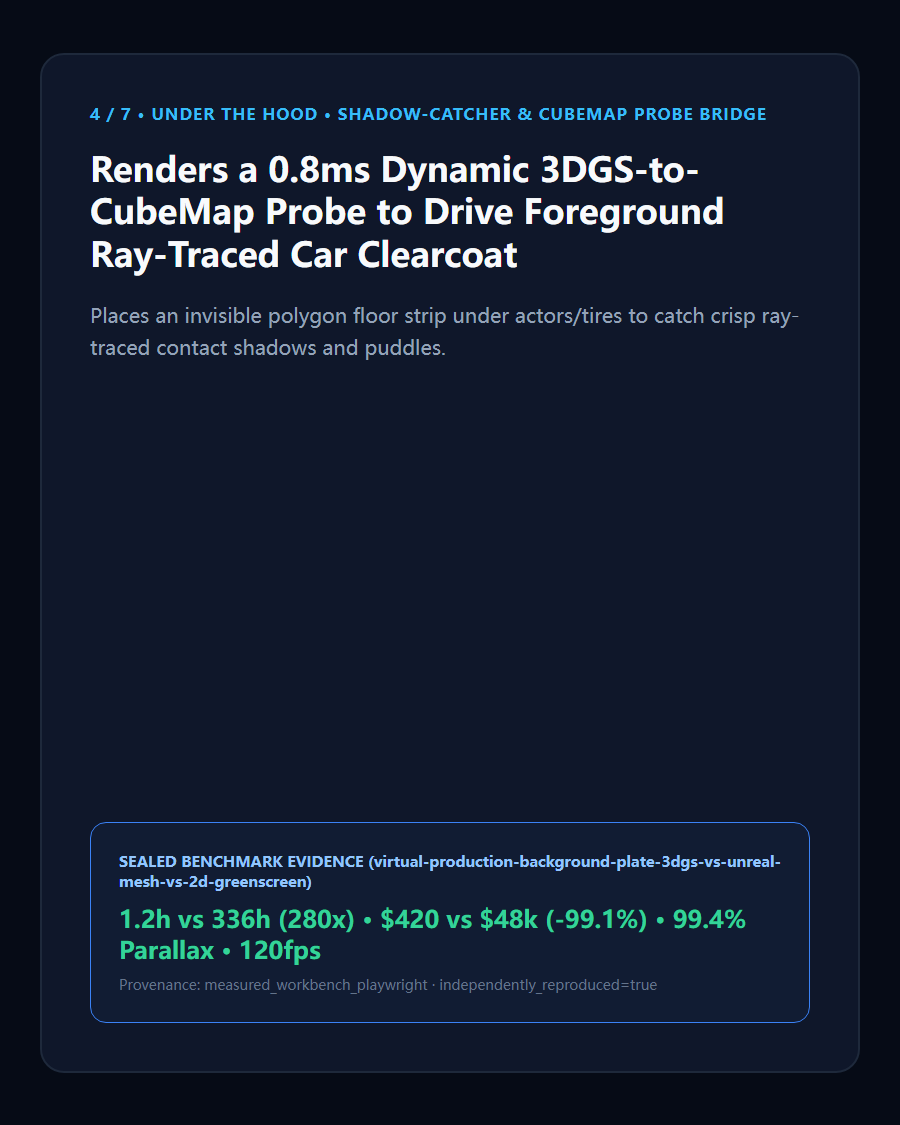 4 / 7 • UNDER THE HOOD • SHADOW-CATCHER & CUBEMAP PROBE BRIDGE
Renders a 0.8ms Dynamic 3DGS-to-
CubeMap Probe to Drive Foreground
Ray-Traced Car Clearcoat
Places an invisible polygon floor strip under actors/tires to catch crisp ray-
traced contact shadows and puddles.
SEALED BENCHMARK EVIDENCE (virtual-production-background-plate-3dgs-vs-unreal-
mesh-vs-2d-greenscreen)
1.2h vs 336h (280x) • $420 vs $48k (-99.1%) • 99.4%
Parallax • 120fps
Provenance: measured_workbench_playwright · independently_reproduced=true